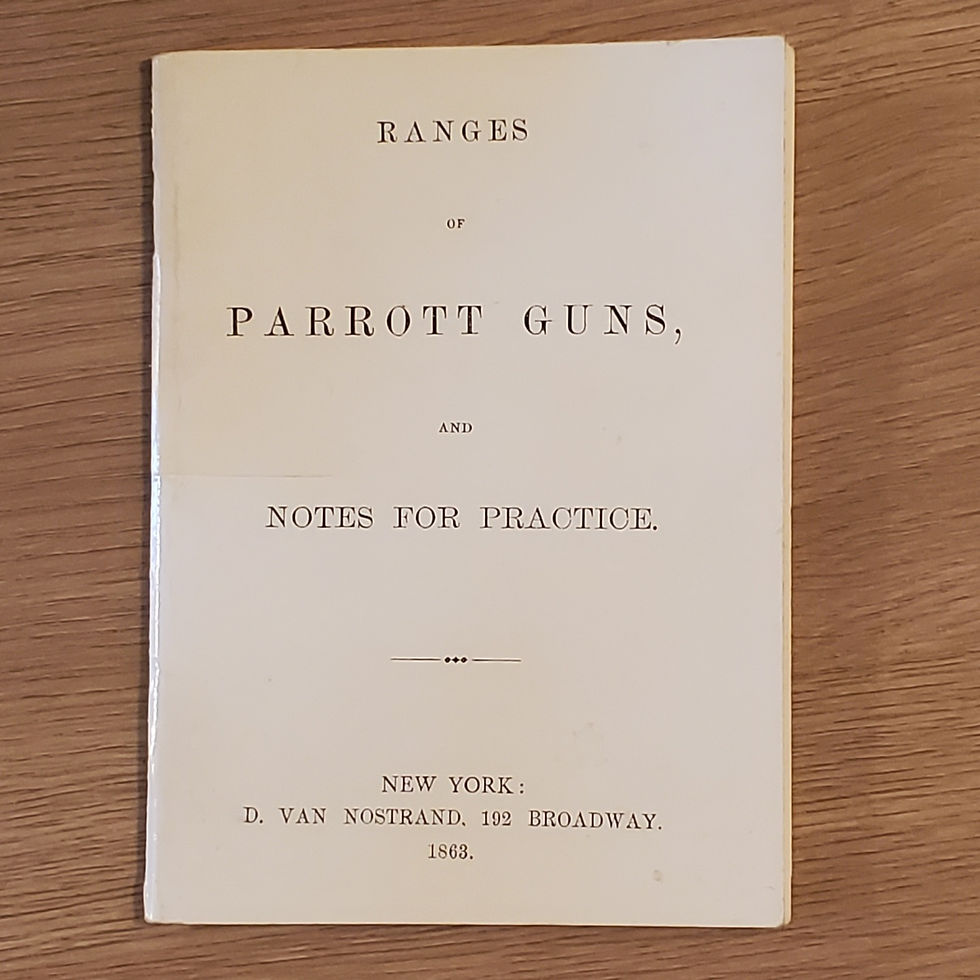 RANGES
OF
PARROTT GUNS,
AND
NOTES FOR PRACTICE.
NEW YORK:
D. VAN NOSTRAND, 192 BROADWAY.
1863.